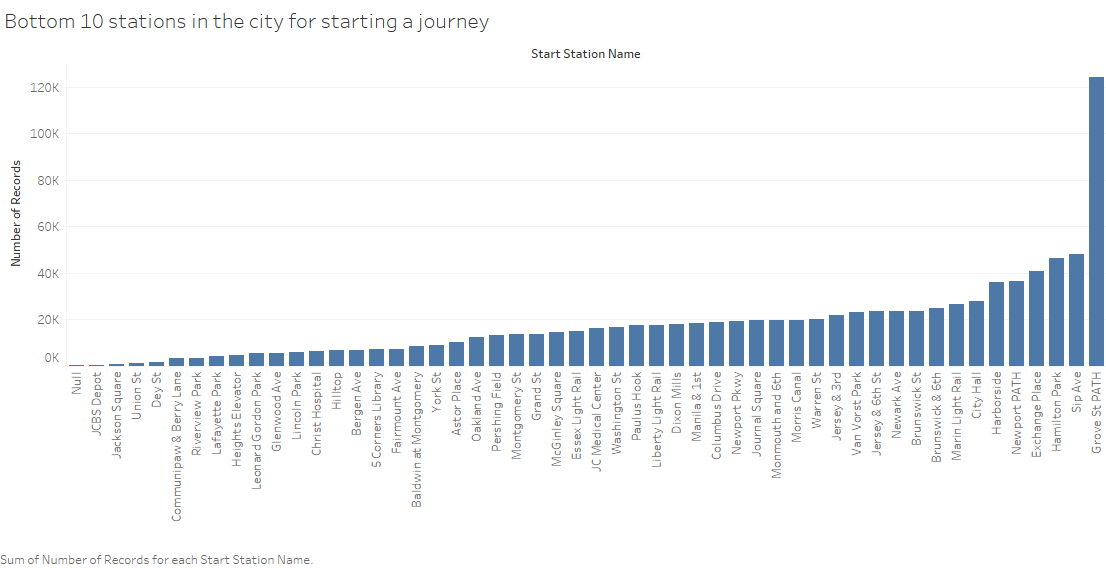 Bottom 10 stations in the city for starting a journey
Start Station Name
Number of Records
120K
100K
80K
60K
40K
20K
0K
Null
JCBS Depot
Jackson Square
Union St
Dey St
Communipaw & Berry Lane
Riverview Park
Lafayette Park
Heights Elevator
Leonard Gordon Park
Glenwood Ave
Lincoln Park
Christ Hospital
Hilltop
Bergen Ave
5 Corners Library
Fairmount Ave
Baldwin at Montgomery
York St
Astor Place
Oakland Ave
Pershing Field
Montgomery St
Grand St
McGinley Square
Essex Light Rail
JC Medical Center
Washington St
Paulus Hook
Liberty Light Rail
Dixon Mills
Manila & 1st
Columbus Drive
Newport Pkwy
Journal Square
Monmouth and 6th
Morris Canal
Warren St
Jersey & 3rd
Van Vorst Park
Jersey & 6th St
Newark Ave
Brunswick St
Brunswick & 6th
Marin Light Rail
City Hall
Harborside
Newport PATH
Exchange Place
Hamilton Park
Sip Ave
Grove St PATH
Sum of Number of Records for each Start Station Name.